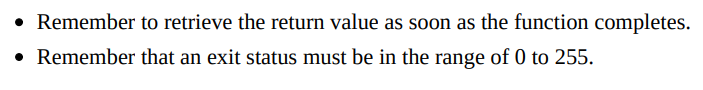 • Remember to retrieve the return value as soon as the function completes.
• Remember that an exit status must be in the range of 0 to 255.